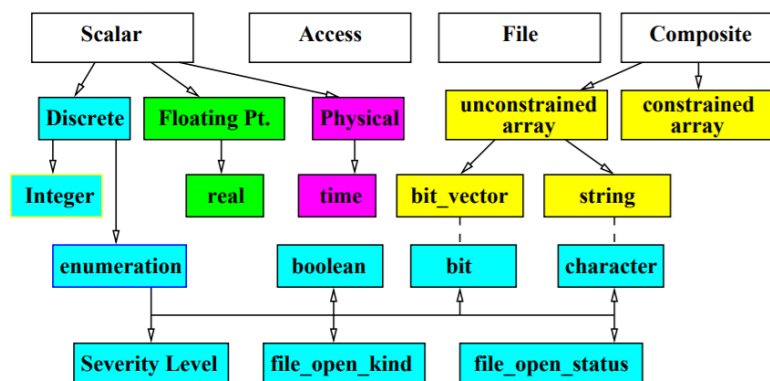 Scalar
Access
File
Composite
Discrete
Floating Pt.
Physical
unconstrained
array
constrained
array
Integer
real
time
bit_vector
string
enumeration
boolean
bit
character
Severity Level
file_open_kind
file_open_status